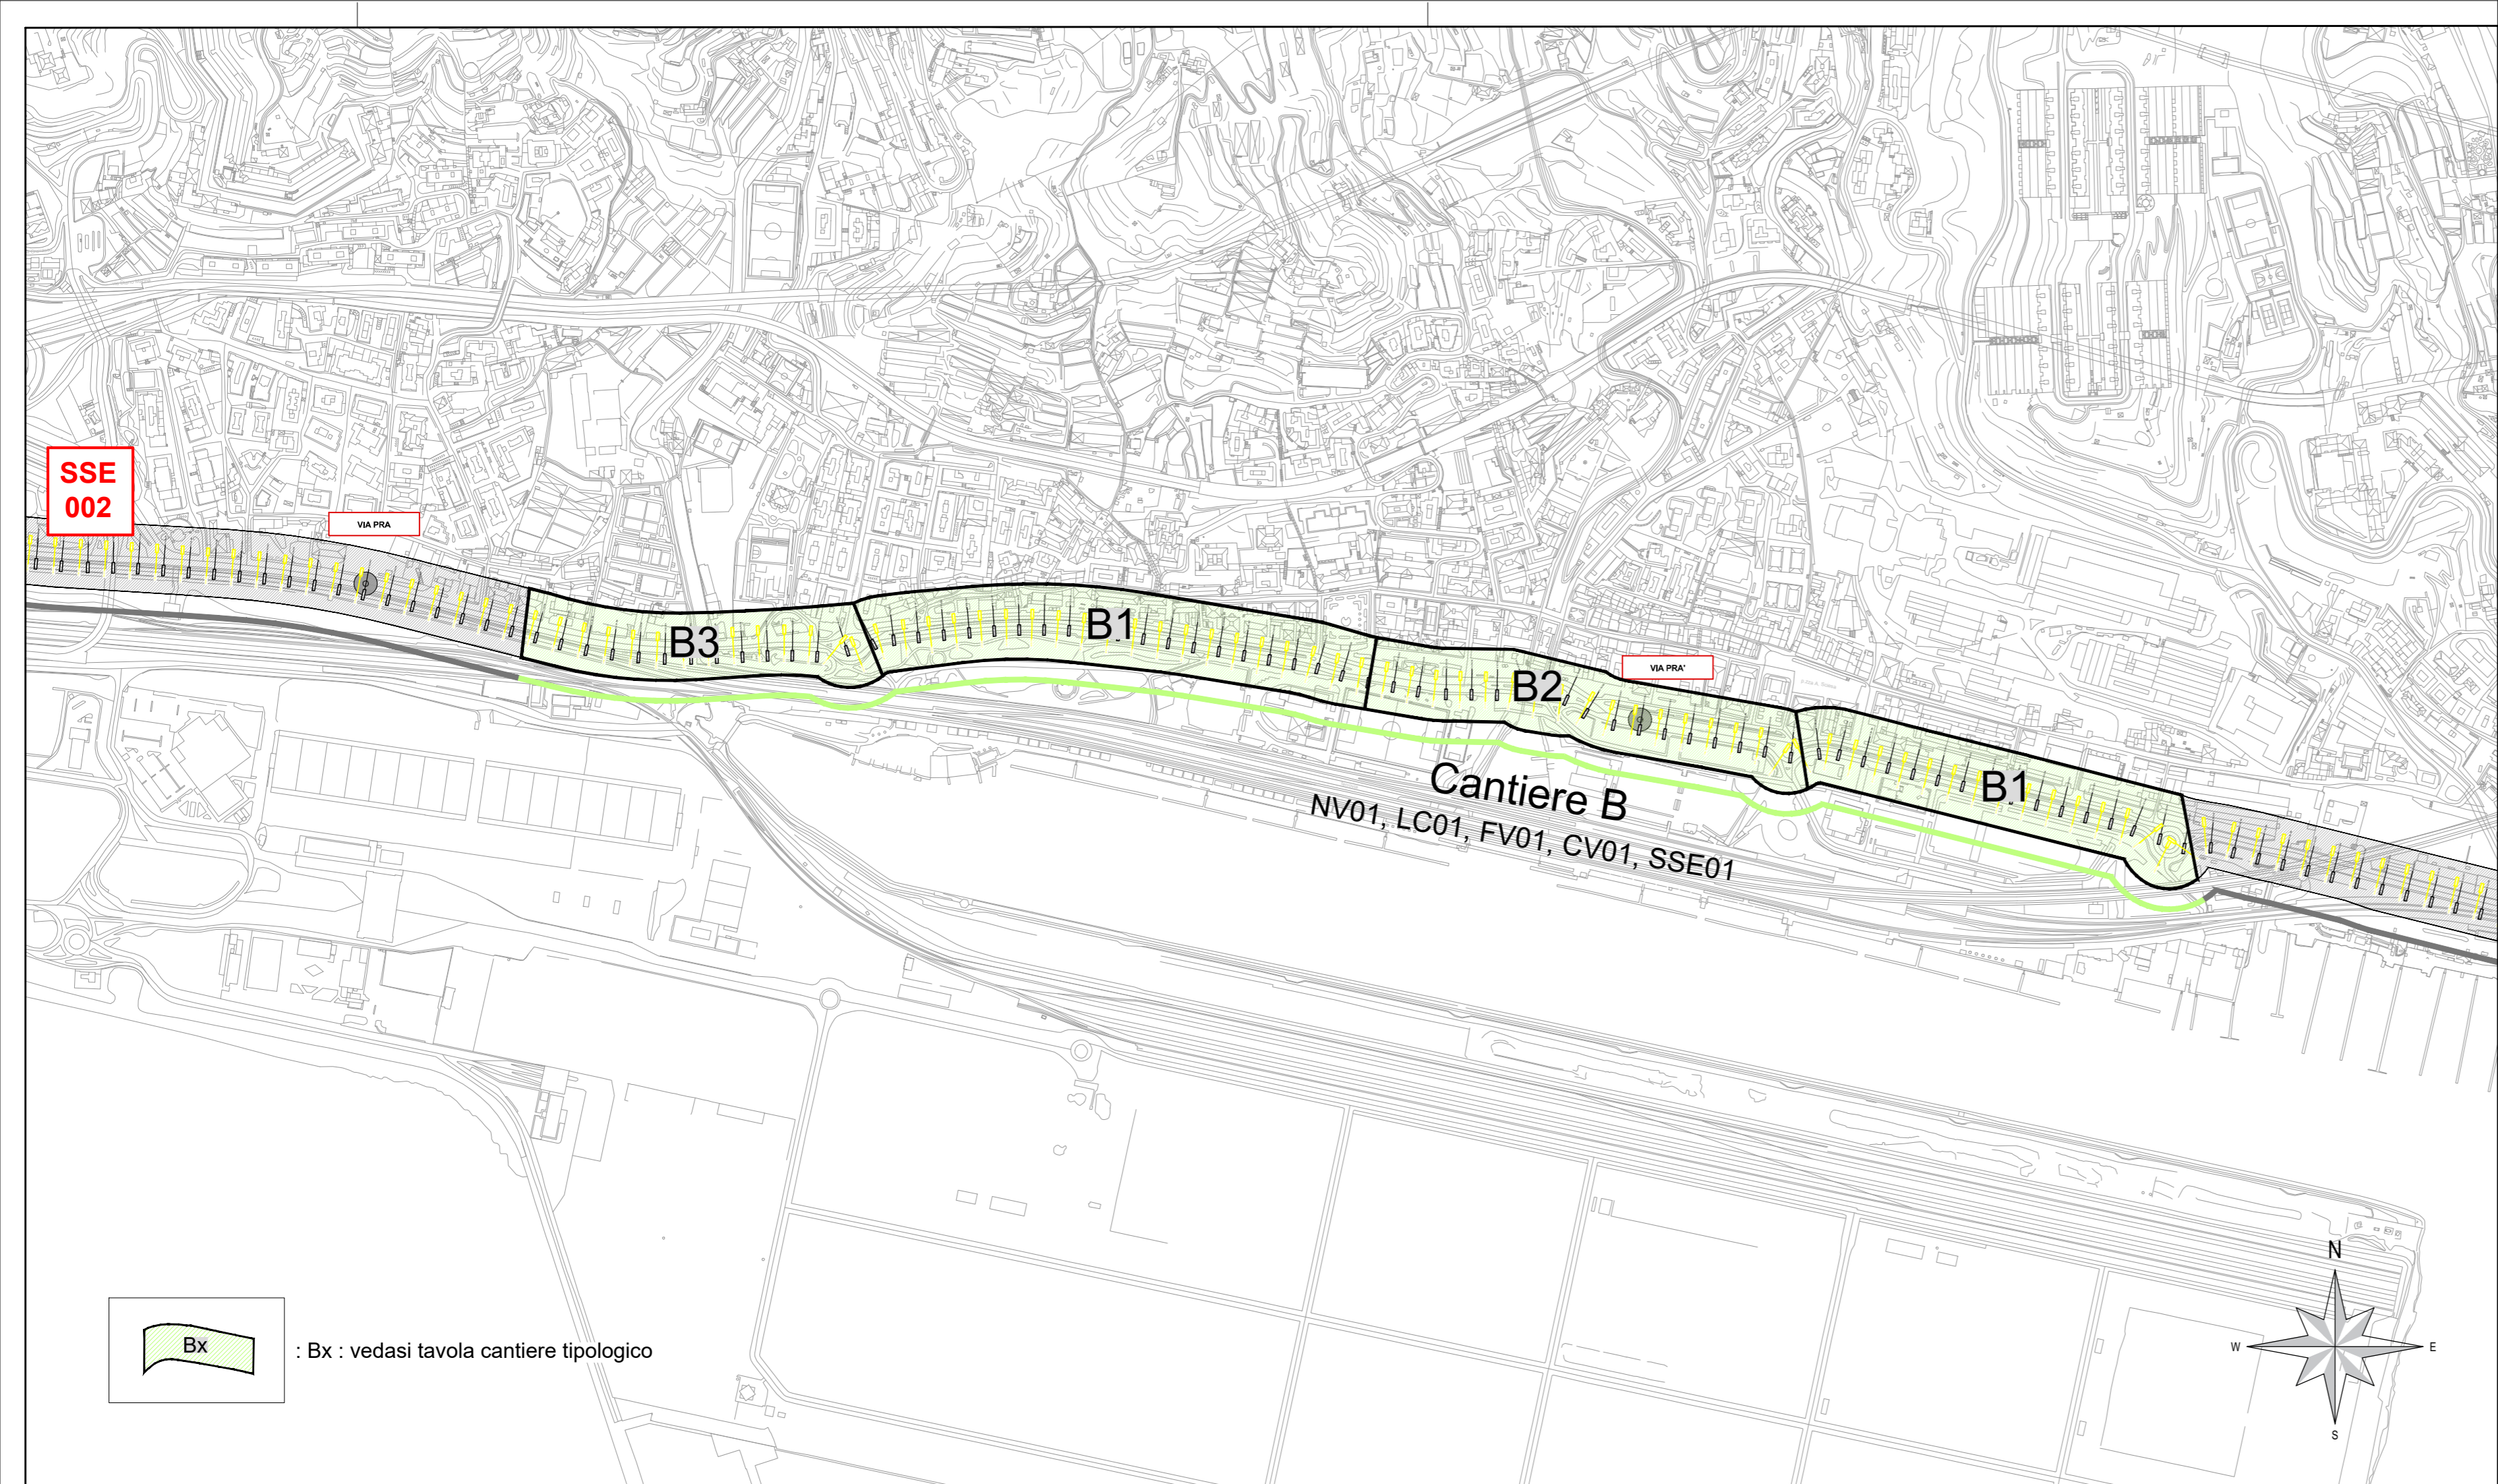 SSE
002
VIA PRA
B3
B1
B2
VIA PRA'
B1
Cantiere B
NV01, LC01, FV01, CV01, SSE01
N
W
E
S
Bx
: Bx : vedasi tavola cantiere tipologico